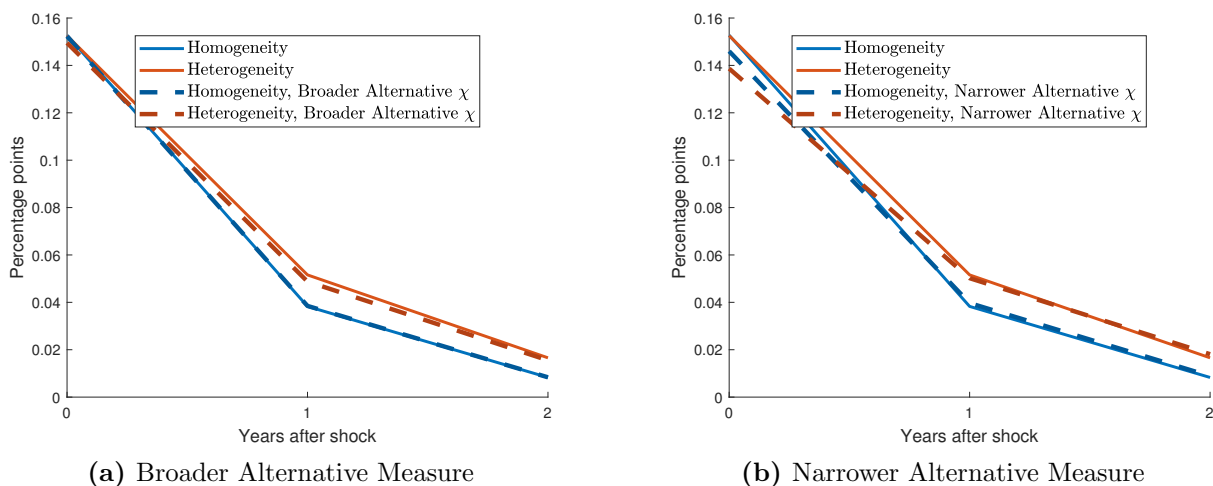 0.16
0.14
0.12
0.1
0.08
0.06
0.04
0.02
0
Percentage points
Homogeneity
Heterogeneity
Homogeneity, Broader Alternative χ
Heterogeneity, Broader Alternative χ
0 1 2
Years after shock
(a) Broader Alternative Measure
0.16
0.14
0.12
0.1
0.08
0.06
0.04
0.02
0
Percentage points
Homogeneity
Heterogeneity
Homogeneity, Narrower Alternative χ
Heterogeneity, Narrower Alternative χ
0 1 2
Years after shock
(b) Narrower Alternative Measure